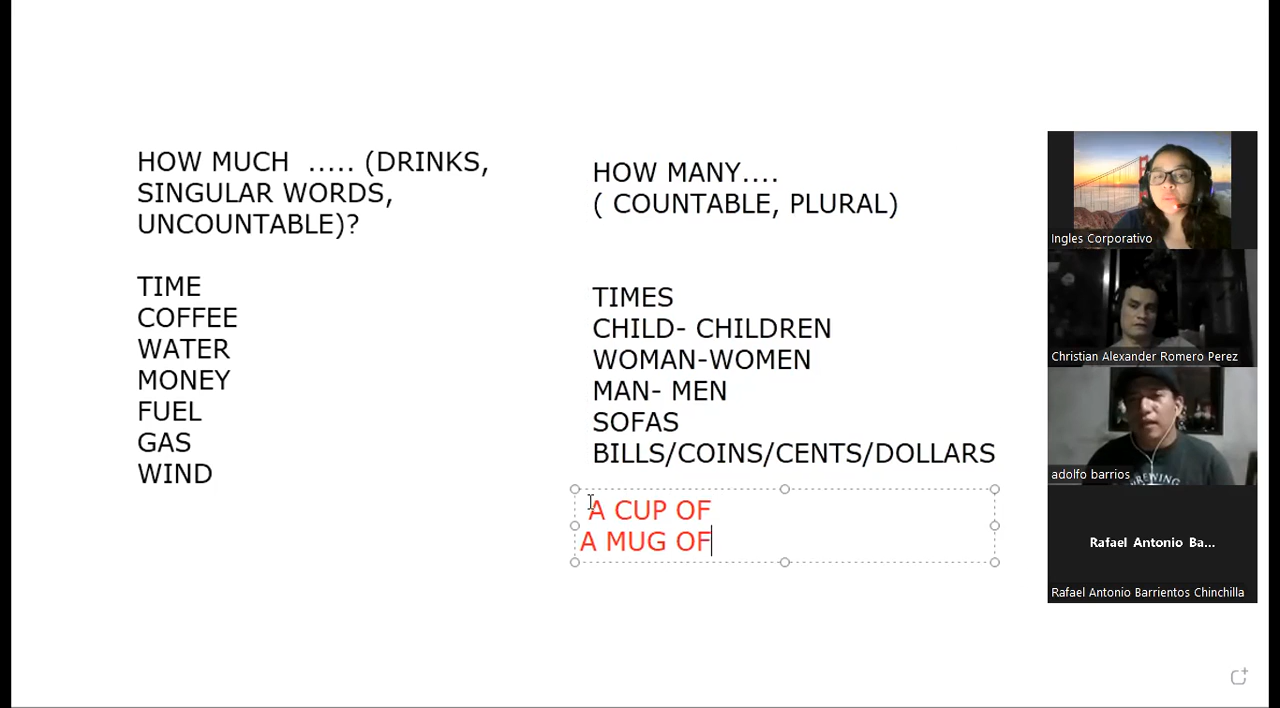 HOW MUCH ..... (DRINKS,
SINGULAR WORDS,
UNCOUNTABLE)?
TIME
COFFEE
WATER
MONEY
FUEL
GAS
WIND
HOW MANY....
( COUNTABLE, PLURAL)
TIMES
CHILD- CHILDREN
WOMAN-WOMEN
MAN- MEN
SOFAS
BILLS/COINS/CENTS/DOLLARS
A CUP OF
A MUG OF
Ingles Corporativo
Christian Alexander Romero Perez
adolfo barrios
Rafael Antonio Ba...
Rafael Antonio Barrientos Chinchilla